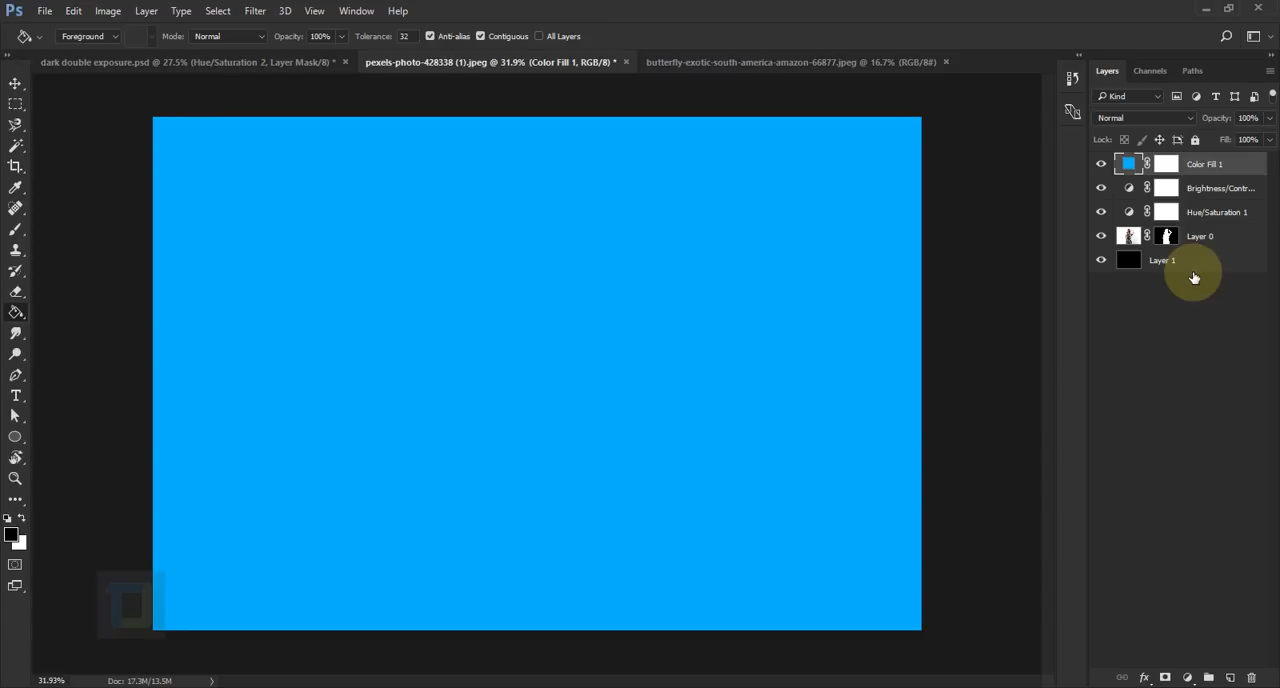 Ps File Edit Image Layer Type Select Filter 3D View Window Help
Foreground Mode: Normal Opacity: 100% Tolerance: 32 Anti-alias Contiguous All Layers
dark double exposure.psd @ 27.5% (Hue/Saturation 2, Layer Mask/8) * × pexels-photo-428338 (1).jpeg @ 31.9% (Color Fill 1, RGB/8) * × butterfly-exotic-south-america-amazon-66877.jpeg @ 16.7% (RGB/8#) ×
Layers Channels Paths
Kind
Normal Opacity: 100%
Lock: Fill: 100%
Color Fill 1
Brightness/Contr...
Hue/Saturation 1
Layer 0
Layer 1
31.93% Doc: 17.3M/13.5M